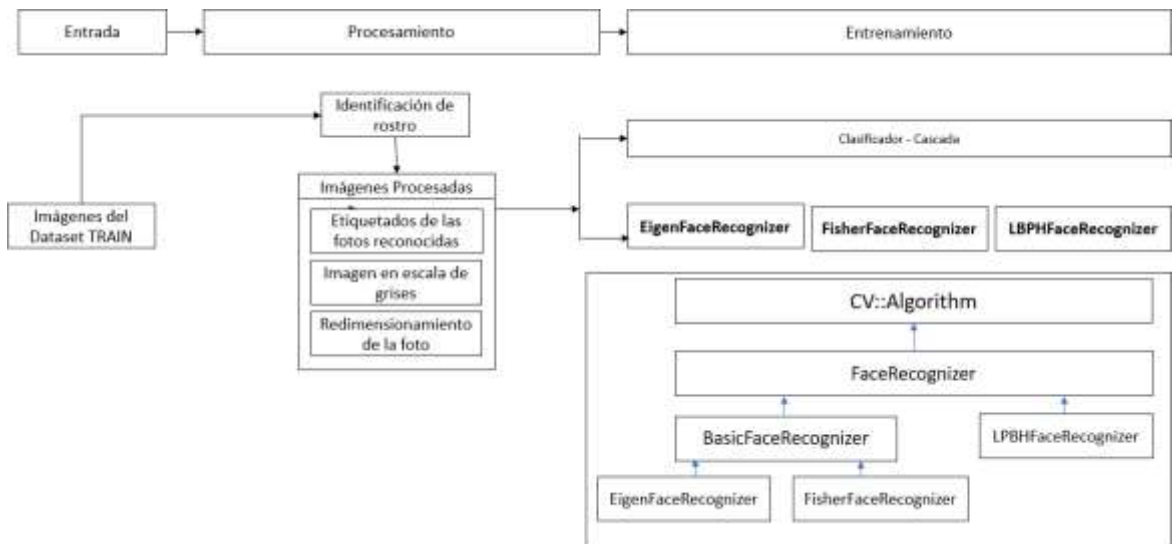 Entrada
Procesamiento
Entrenamiento
Identificación de
rostro
Clasificador - Cascada
Imágenes Procesadas
Imágenes del
Dataset TRAIN
Etiquetados de las
fotos reconocidas
EigenFaceRecognizer
FisherFaceRecognizer
LBPHFaceRecognizer
Imagen en escala de
grises
Redimensionamiento
de la foto
CV::Algorithm
FaceRecognizer
BasicFaceRecognizer
LPBHFaceRecognizer
EigenFaceRecognizer
FisherFaceRecognizer